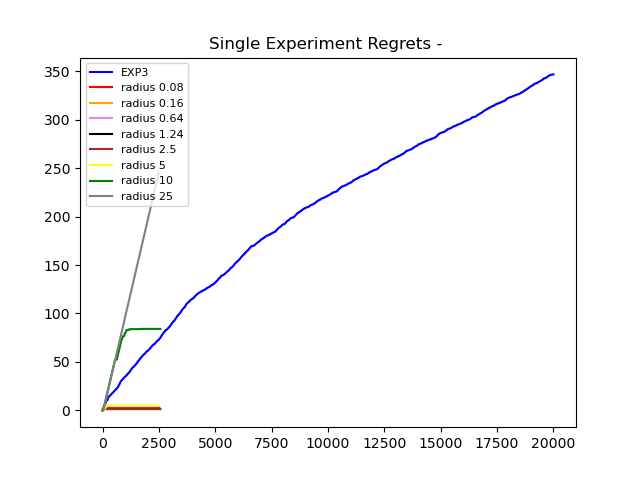 Single Experiment Regrets -
350
300
250
200
150
100
50
0
EXP3
radius 0.08
radius 0.16
radius 0.64
radius 1.24
radius 2.5
radius 5
radius 10
radius 25
0 2500 5000 7500 10000 12500 15000 17500 20000